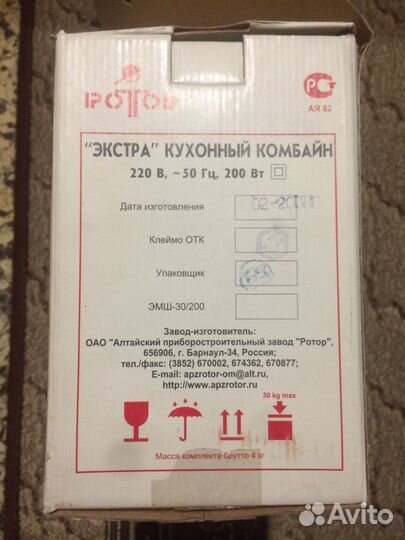 РОТОР
РСТ
АЯ 82
"ЭКСТРА" КУХОННЫЙ КОМБАЙН
220 В, ~50 Гц, 200 Вт
Дата изготовления
Клеймо ОТК
Упаковщик
ЭМШ-30/200
Завод-изготовитель:
ОАО "Алтайский приборостроительный завод "Ротор",
656906, г. Барнаул-34, Россия;
тел./факс: (3852) 670002, 674362, 670877;
E-mail: apzrotor-om@alt.ru,
http://www.apzrotor.ru
30 kg max
Масса комплекта брутто 4 кг
Avito